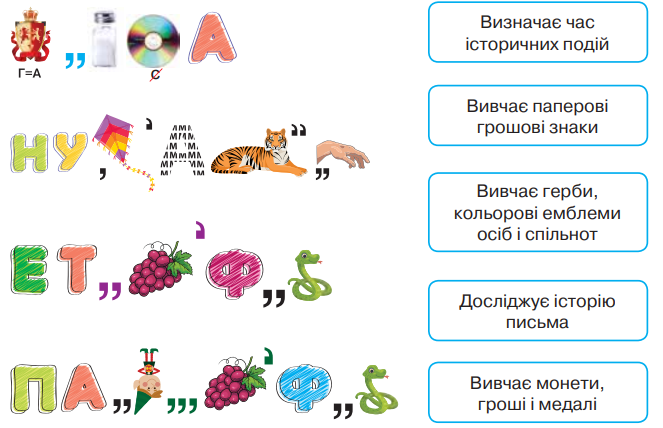 Г=А
,,
С
А
Визначає час
історичних подій
НУ
,
‘
А
,,
,,
Вивчає паперові
грошові знаки
ЕТ
,,
‘
Ф
,,
Вивчає герби,
кольорові емблеми
осіб і спільнот
Досліджує історію
письма
ПА
,,
,,,
‘
Ф
,,
Вивчає монети,
гроші і медалі